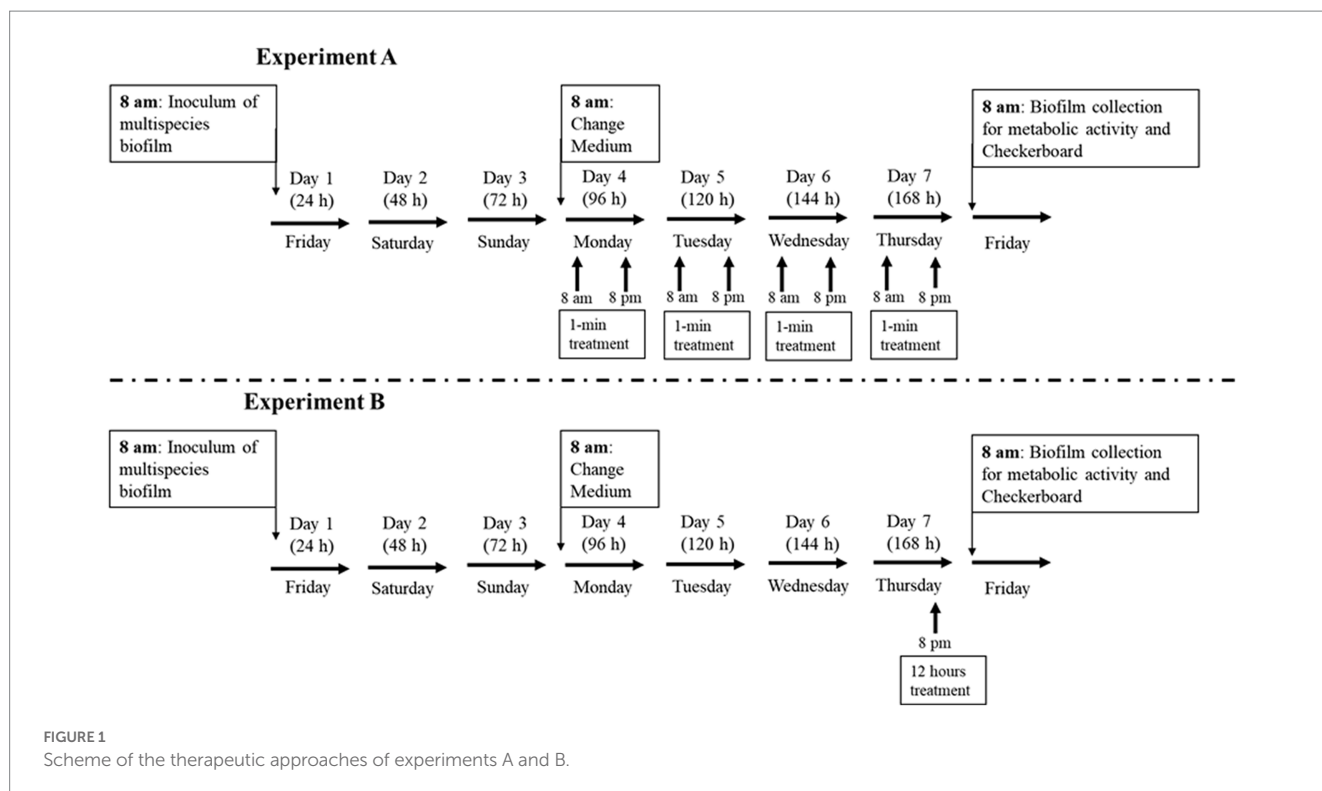 Experiment A
8 am: Inoculum of
multispecies
biofilm
8 am:
Change
Medium
8 am: Biofilm collection
for metabolic activity and
Checkerboard
Day 1
(24 h)
Day 2
(48 h)
Day 3
(72 h)
Day 4
(96 h)
Day 5
(120 h)
Day 6
(144 h)
Day 7
(168 h)
Friday
Saturday
Sunday
Monday
Tuesday
Wednesday
Thursday
Friday
8 am
8 pm
8 am
8 pm
8 am
8 pm
8 am
8 pm
1-min
treatment
1-min
treatment
1-min
treatment
1-min
treatment
Experiment B
8 am: Inoculum of
multispecies
biofilm
8 am:
Change
Medium
8 am: Biofilm collection
for metabolic activity and
Checkerboard
Day 1
(24 h)
Day 2
(48 h)
Day 3
(72 h)
Day 4
(96 h)
Day 5
(120 h)
Day 6
(144 h)
Day 7
(168 h)
Friday
Saturday
Sunday
Monday
Tuesday
Wednesday
Thursday
Friday
8 pm
12 hours
treatment
FIGURE 1
Scheme of the therapeutic approaches of experiments A and B.